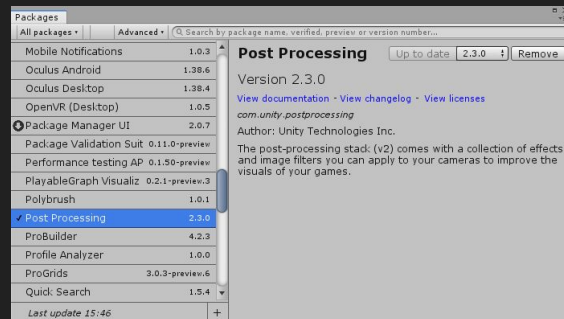 Packages
All packages Advanced Search by package name, verified, preview or version number...
Mobile Notifications 1.0.3
Oculus Android 1.38.6
Oculus Desktop 1.38.4
OpenVR (Desktop) 1.0.5
Package Manager UI 2.0.7
Package Validation Suit 0.11.0-preview
Performance testing AP 0.1.50-preview
PlayableGraph Visualiz 0.2.1-preview.3
Polybrush 1.0.1
Post Processing 2.3.0
ProBuilder 4.2.3
Profile Analyzer 1.0.0
ProGrids 3.0.3-preview.6
Quick Search 1.5.4
Last update 15:46 +
Post Processing Up to date 2.3.0 Remove
Version 2.3.0
View documentation - View changelog - View licenses
com.unity.postprocessing
Author: Unity Technologies Inc.
The post-processing stack (v2) comes with a collection of effects
and image filters you can apply to your cameras to improve the
visuals of your games.